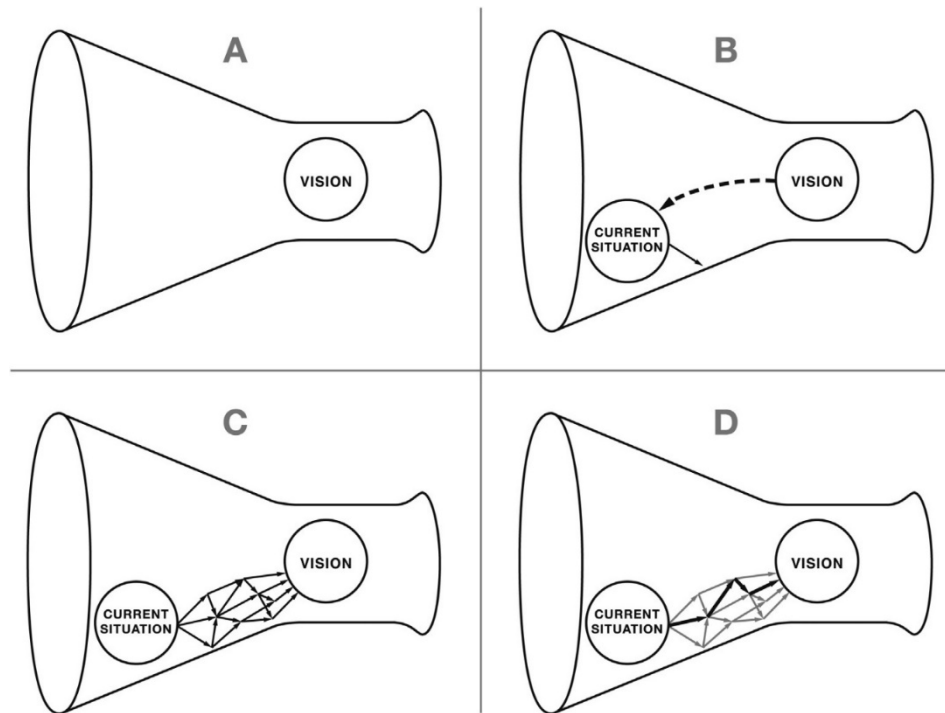 A
VISION
B
VISION
CURRENT
SITUATION
C
VISION
CURRENT
SITUATION
D
VISION
CURRENT
SITUATION